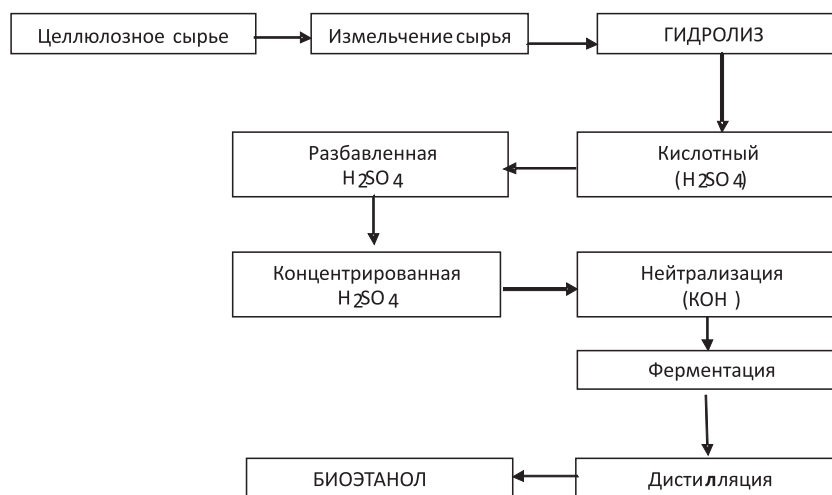 Целлюлозное сырье
Измельчение сырья
ГИДРОЛИЗ
Кислотный
(H2SO4)
Разбавленная
H2SO4
Концентрированная
H2SO4
Нейтрализация
(КОН )
Ферментация
Дистилляция
БИОЭТАНОЛ